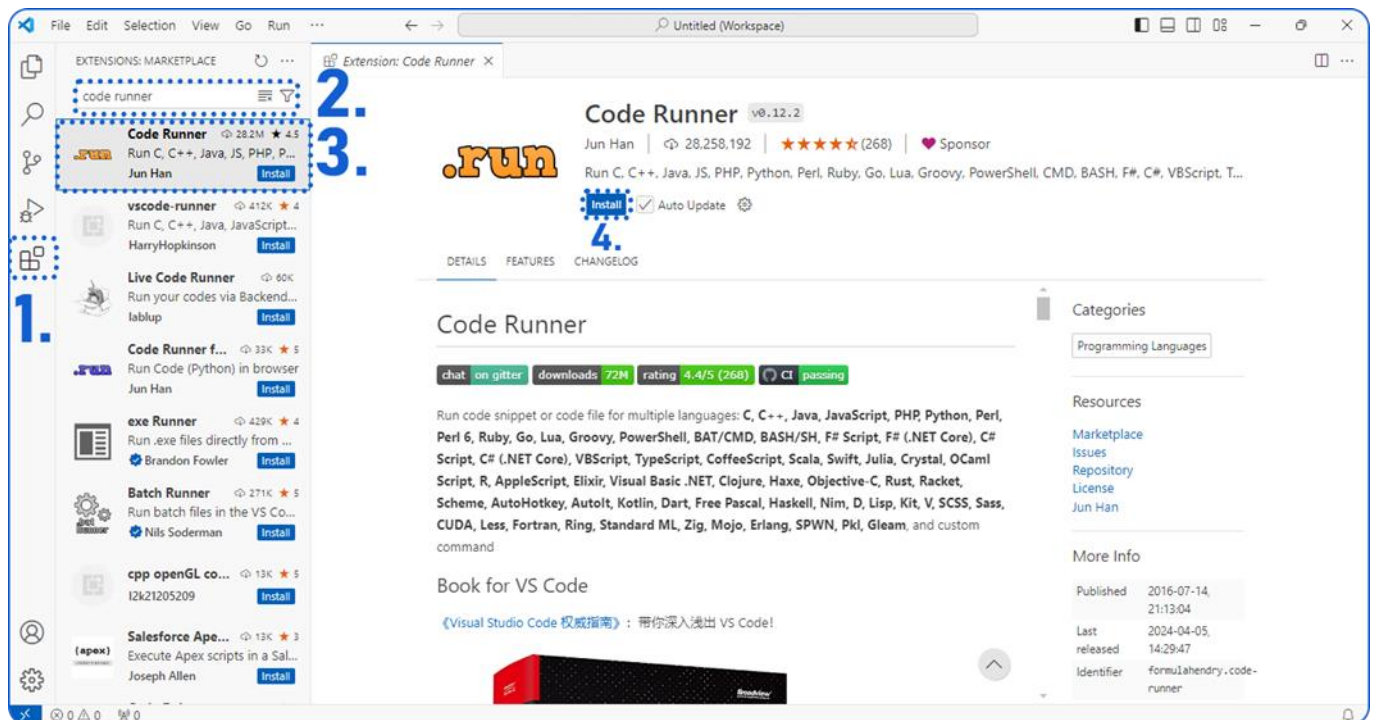 File Edit Selection View Go Run ···
Untitled (Workspace)
EXTENSIONS: MARKETPLACE
code runner
Code Runner 28.2M ★ 4.5
Run C, C++, Java, JS, PHP, P...
Jun Han Install
vscode-runner 412K ★ 4
Run C, C++, Java, JavaScript...
HarryHopkinson Install
Live Code Runner 60K
Run your codes via Backend...
lablup Install
Code Runner f... 33K ★ 5
Run Code (Python) in browser
Jun Han Install
exe Runner 429K ★ 4
Run .exe files directly from ...
Brandon Fowler Install
Batch Runner 271K ★ 5
Run batch files in the VS Co...
Nils Soderman Install
cpp openGL co... 13K ★ 5
l2k21205209 Install
Salesforce Ape... 13K ★ 3
Execute Apex scripts in a Sal...
Joseph Allen Install
1.
2.
3.
4.
Extension: Code Runner
.run
Code Runner v0.12.2
Jun Han 28,258,192 (268) Sponsor
Run C, C++, Java, JS, PHP, Python, Perl, Ruby, Go, Lua, Groovy, PowerShell, CMD, BASH, F#, C#, VBScript, T...
Install Auto Update
DETAILS FEATURES CHANGELOG
Code Runner
chat on gitter downloads 72M rating 4.4/5 (268) CI passing
Run code snippet or code file for multiple languages: C, C++, Java, JavaScript, PHP, Python, Perl,
Perl 6, Ruby, Go, Lua, Groovy, PowerShell, BAT/CMD, BASH/SH, F# Script, F# (.NET Core), C#
Script, C# (.NET Core), VBScript, TypeScript, CoffeeScript, Scala, Swift, Julia, Crystal, OCaml
Script, R, AppleScript, Elixir, Visual Basic .NET, Clojure, Haxe, Objective-C, Rust, Racket,
Scheme, AutoHotkey, AutoIt, Kotlin, Dart, Free Pascal, Haskell, Nim, D, Lisp, Kit, V, SCSS, Sass,
CUDA, Less, Fortran, Ring, Standard ML, Zig, Mojo, Erlang, SPWN, Pkl, Gleam, and custom
command
Book for VS Code
《Visual Studio Code 权威指南》：带你深入浅出 VS Code!
Broadview
Categories
Programming Languages
Resources
Marketplace
Issues
Repository
License
Jun Han
More Info
Published 2016-07-14,
21:13:04
Last 2024-04-05,
released 14:29:47
Identifier formulahendry.code-
runner
0 0 0